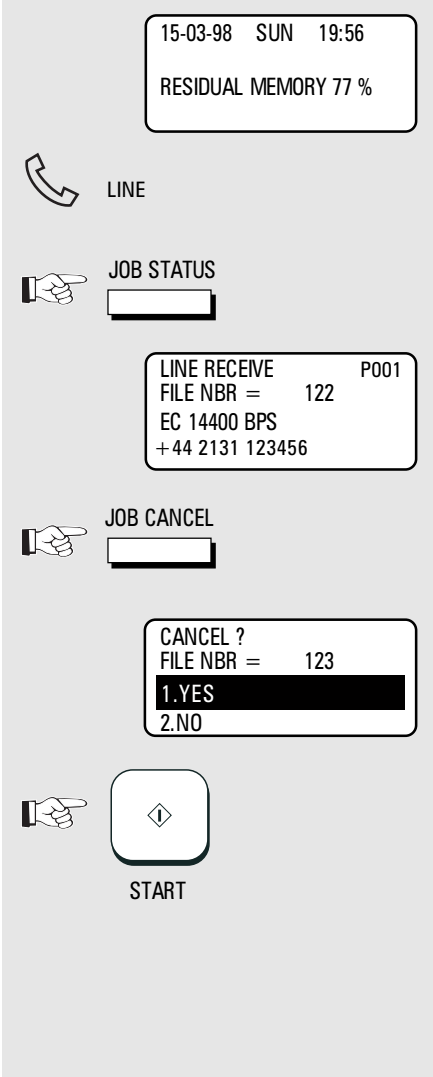 15-03-98 SUN 19:56
RESIDUAL MEMORY 77 %
LINE
JOB STATUS
LINE RECEIVE P001
FILE NBR = 122
EC 14400 BPS
+44 2131 123456
JOB CANCEL
CANCEL ?
FILE NBR = 123
1.YES
2.NO
START